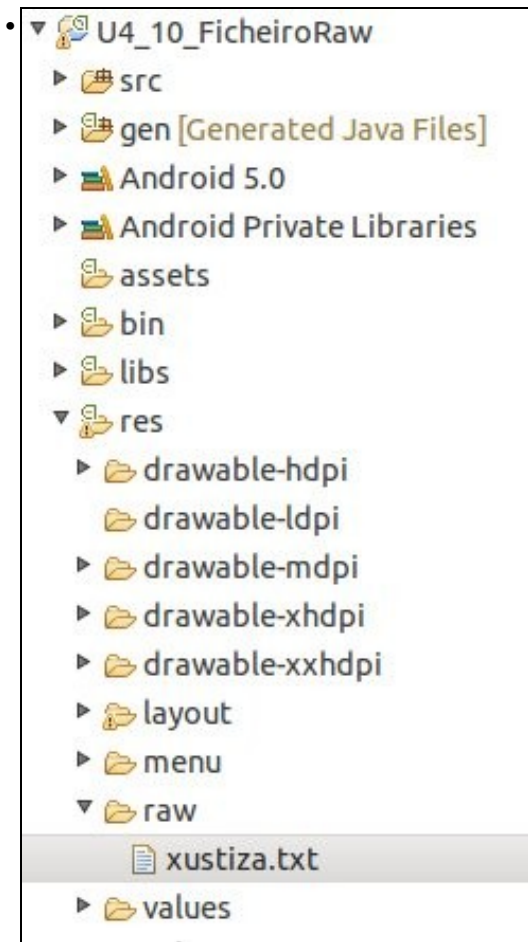 U4_10_FicheiroRaw
src
gen [Generated Java Files]
Android 5.0
Android Private Libraries
assets
bin
libs
res
drawable-hdpi
drawable-ldpi
drawable-mdpi
drawable-xhdpi
drawable-xxhdpi
layout
menu
raw
xustiza.txt
values